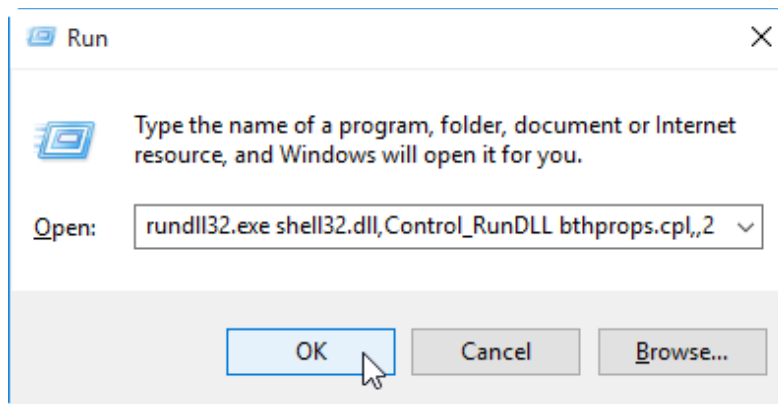 Run
Type the name of a program, folder, document or Internet
resource, and Windows will open it for you.
Open: rundll32.exe shell32.dll,Control_RunDLL bthprops.cpl,,2
OK Cancel Browse...